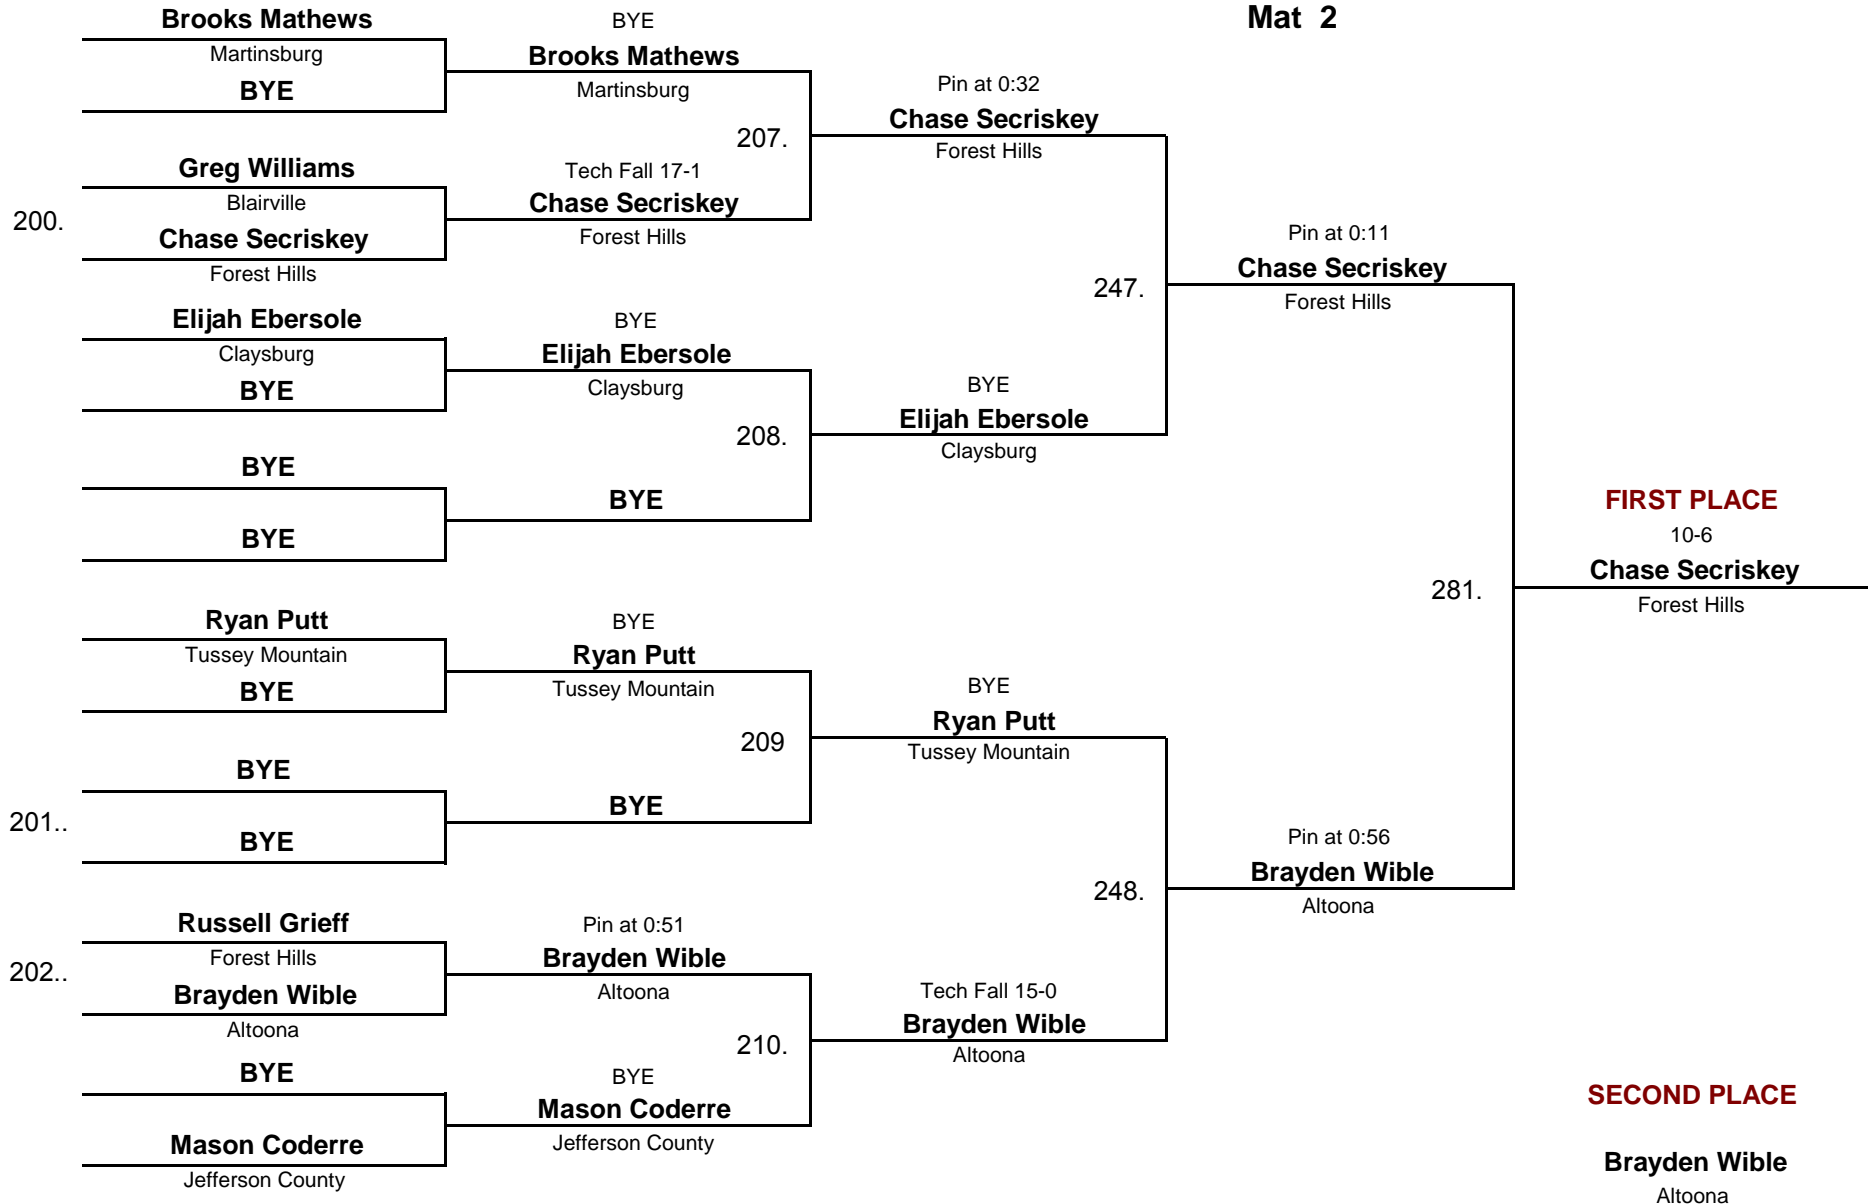 Mat  2
Brooks Mathews
Martinsburg
BYE
200.
Greg Williams
Blairville
Chase Secriskey
Forest Hills
Elijah Ebersole
Claysburg
BYE
BYE
BYE
Ryan Putt
Tussey Mountain
BYE
201..
BYE
BYE
202..
Russell Grieff
Forest Hills
Brayden Wible
Altoona
BYE
Mason Coderre
Jefferson County
BYE
Brooks Mathews
Martinsburg
207.
Tech Fall 17-1
Chase Secriskey
Forest Hills
BYE
Elijah Ebersole
Claysburg
208.
BYE
BYE
Ryan Putt
Tussey Mountain
209
BYE
Pin at 0:51
Brayden Wible
Altoona
210.
BYE
Mason Coderre
Jefferson County
Pin at 0:32
Chase Secriskey
Forest Hills
247.
BYE
Elijah Ebersole
Claysburg
BYE
Ryan Putt
Tussey Mountain
248.
Tech Fall 15-0
Brayden Wible
Altoona
Pin at 0:11
Chase Secriskey
Forest Hills
281.
Pin at 0:56
Brayden Wible
Altoona
FIRST PLACE
10-6
Chase Secriskey
Forest Hills
SECOND PLACE
Brayden Wible
Altoona